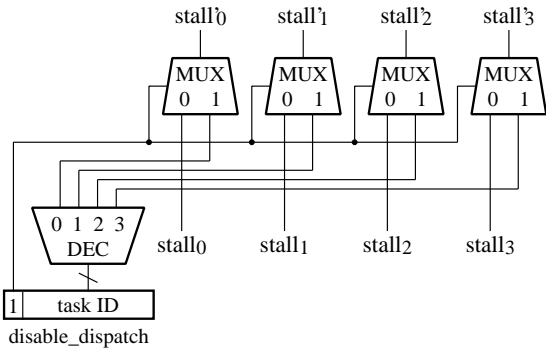 stall'0 stall'1 stall'2 stall'3
MUX MUX MUX MUX
0 1 0 1 0 1 0 1
0 1 2 3
DEC
stall0 stall1 stall2 stall3
1 task ID
disable_dispatch